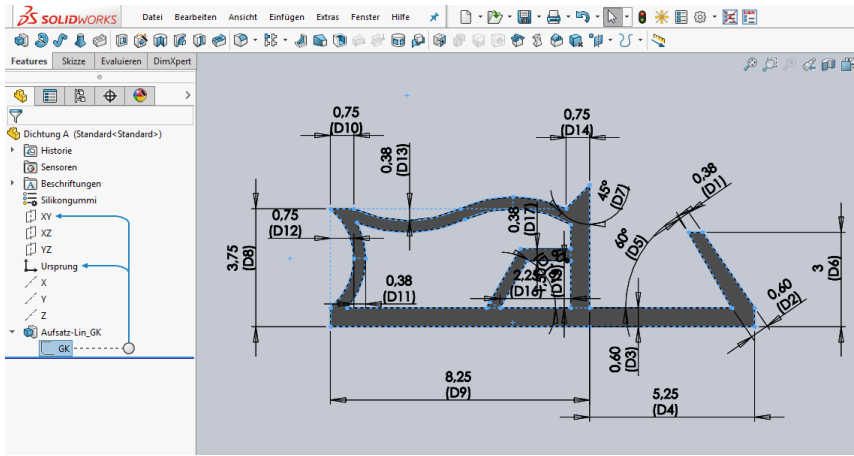 SOLIDWORKS Datei Bearbeiten Ansicht Einfügen Extras Fenster Hilfe
Features Skizze Evaluieren DimXpert
Dichtung A (Standard<Standard>)
Historie
Sensoren
Beschriftungen
Silikongummi
XY
XZ
YZ
Ursprung
X
Y
Z
Aufsatz-Lin_GK
GK
0,75
(D10)
0,75
(D14)
0,38
(D13)
45°
(D7)
0,38
(D1)
0,75
(D12)
0,38
(D17)
3,75
(D8)
60°
(D5)
3
(D6)
0,38
(D11)
2,25
(D16)
0,60
(D2)
0,60
(D3)
8,25
(D9)
5,25
(D4)